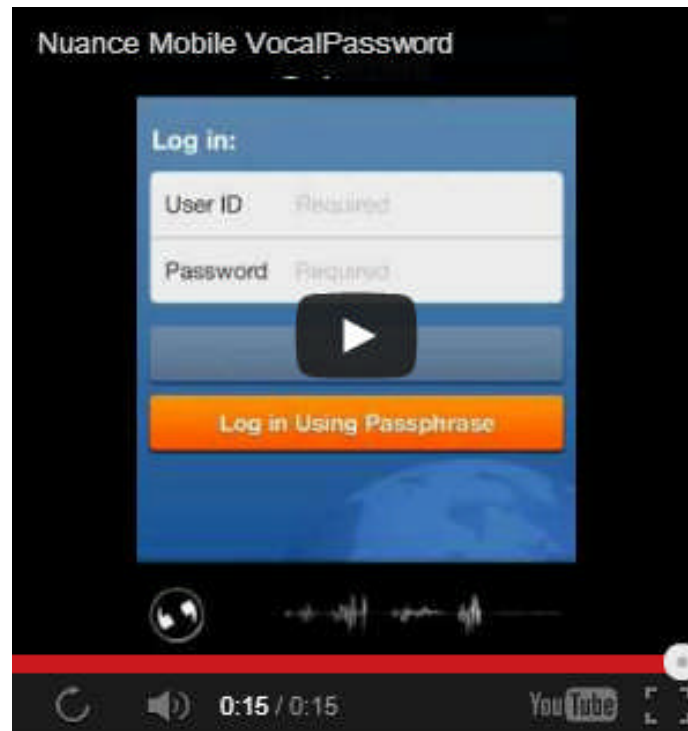 Nuance Mobile VocalPassword
Log in:
User ID Required
Password Required
Log in Using Passphrase
0:15 / 0:15 YouTube